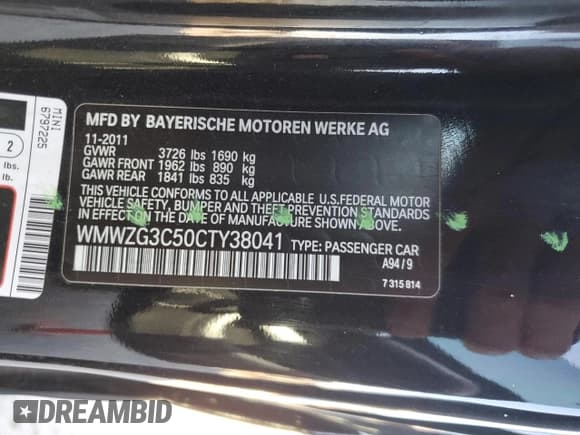 MFD BY BAYERISCHE MOTOREN WERKE AG
11-2011
GVWR 3726 lbs 1690 kg
GAWR FRONT 1962 lbs 890 kg
GAWR REAR 1841 lbs 835 kg
THIS VEHICLE CONFORMS TO ALL APPLICABLE U.S.FEDERAL MOTOR
VEHICLE SAFETY, BUMPER AND THEFT PREVENTION STANDARDS
IN EFFECT ON THE DATE OF MANUFACTURE SHOWN ABOVE.
WMWZG3C50CTY38041 TYPE: PASSENGER CAR
A94/9
7 315 814
MINI
6797225
2
lbs.
lb.
DREAMBID